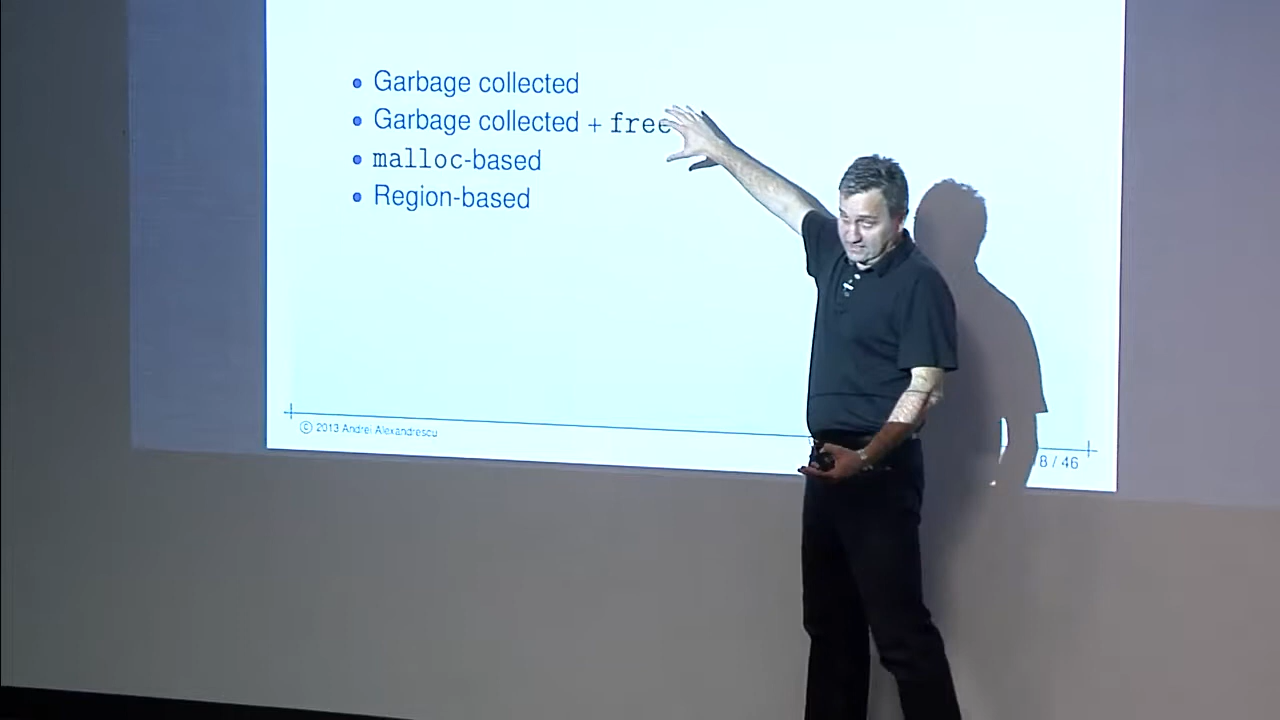 Garbage collected
Garbage collected + free
malloc-based
Region-based
© 2013 Andrei Alexandrescu
8 / 46